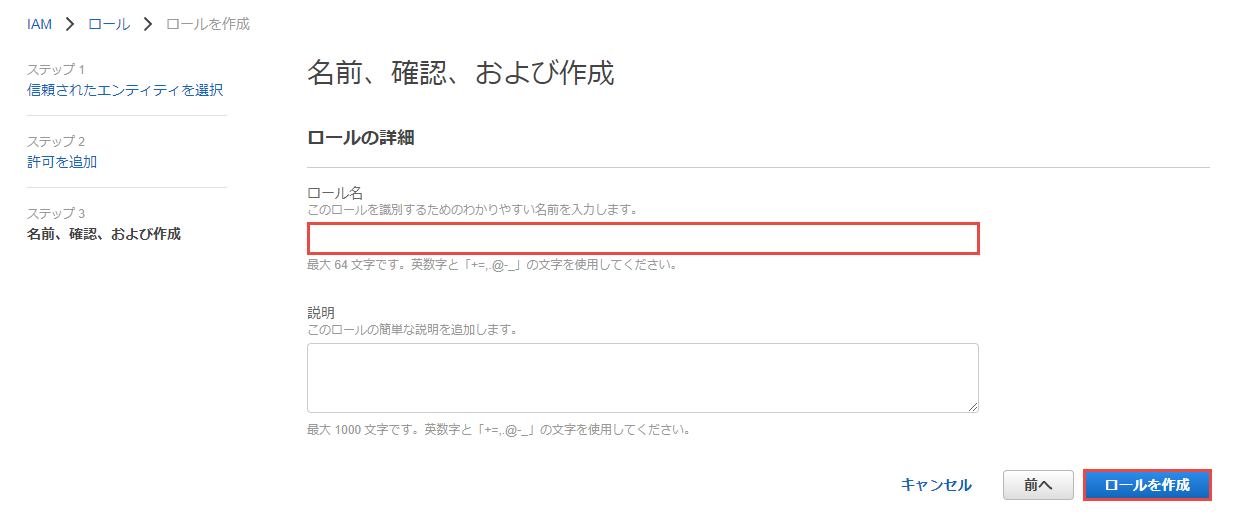 IAM ロール ロールを作成
ステップ 1
信頼されたエンティティを選択
ステップ 2
許可を追加
ステップ 3
名前、確認、および作成
名前、確認、および作成
ロールの詳細
ロール名
このロールを識別するためのわかりやすい名前を入力します。
最大 64 文字です。英数字と「+=,.@-_」の文字を使用してください。
説明
このロールの簡単な説明を追加します。
最大 1000 文字です。英数字と「+=,.@-_」の文字を使用してください。
キャンセル 前へ ロールを作成